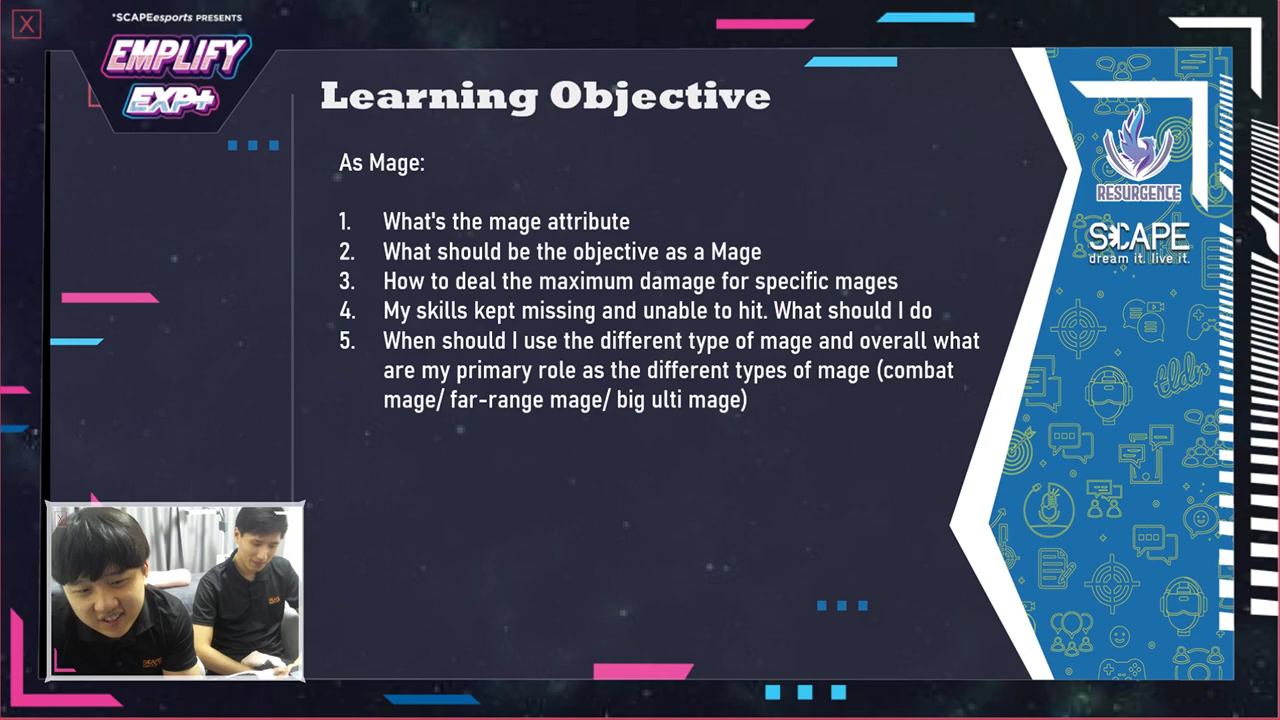 *SCAPEesports PRESENTS
EMPLIFY
EXP+
Learning Objective
As Mage:
1. What's the mage attribute
2. What should be the objective as a Mage
3. How to deal the maximum damage for specific mages
4. My skills kept missing and unable to hit. What should I do
5. When should I use the different type of mage and overall what
are my primary role as the different types of mage (combat
mage/ far-range mage/ big ulti mage)
RESURGENCE
S*CAPE
dream it. live it.
tldr